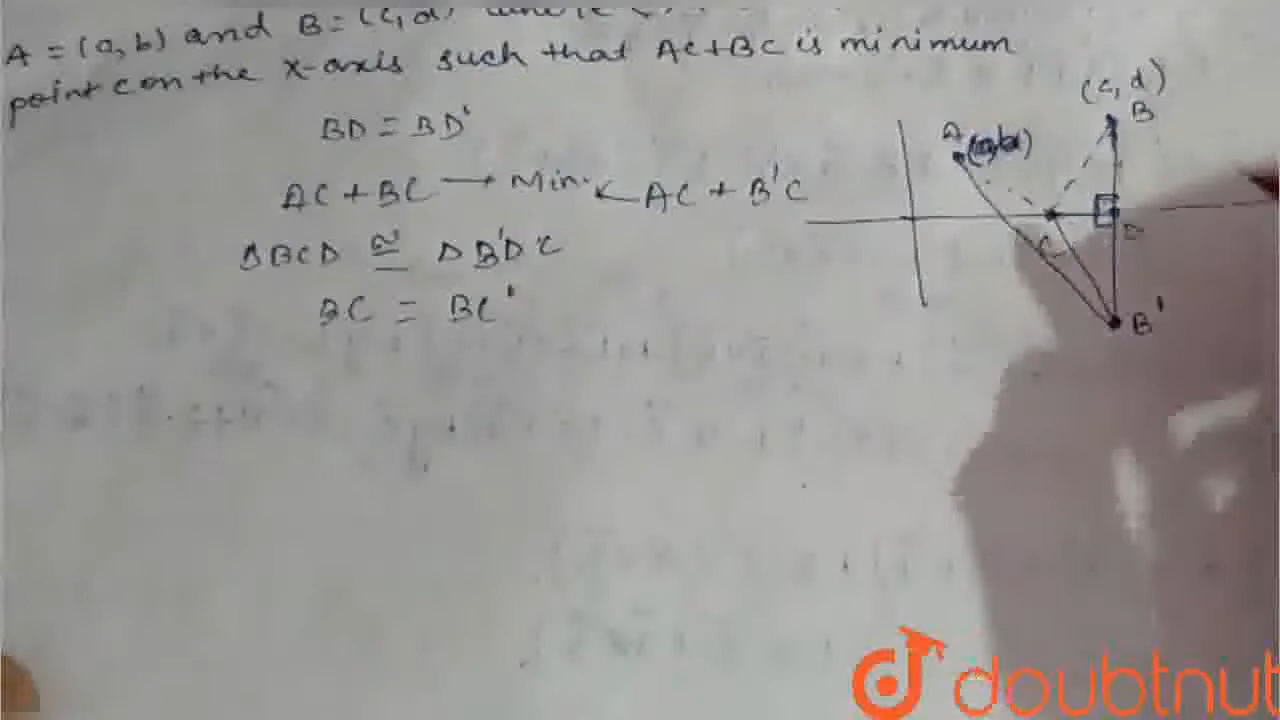 A = (a, b) and B = (c, d)
point C on the x-axis such that AC + BC is minimum
BD = BD'
AC + BC → Min. < AC + B'C
ΔBCD ≅ ΔB'DC
BC = BC'
(c, d)
B
A
C
D
B'
doubtnut